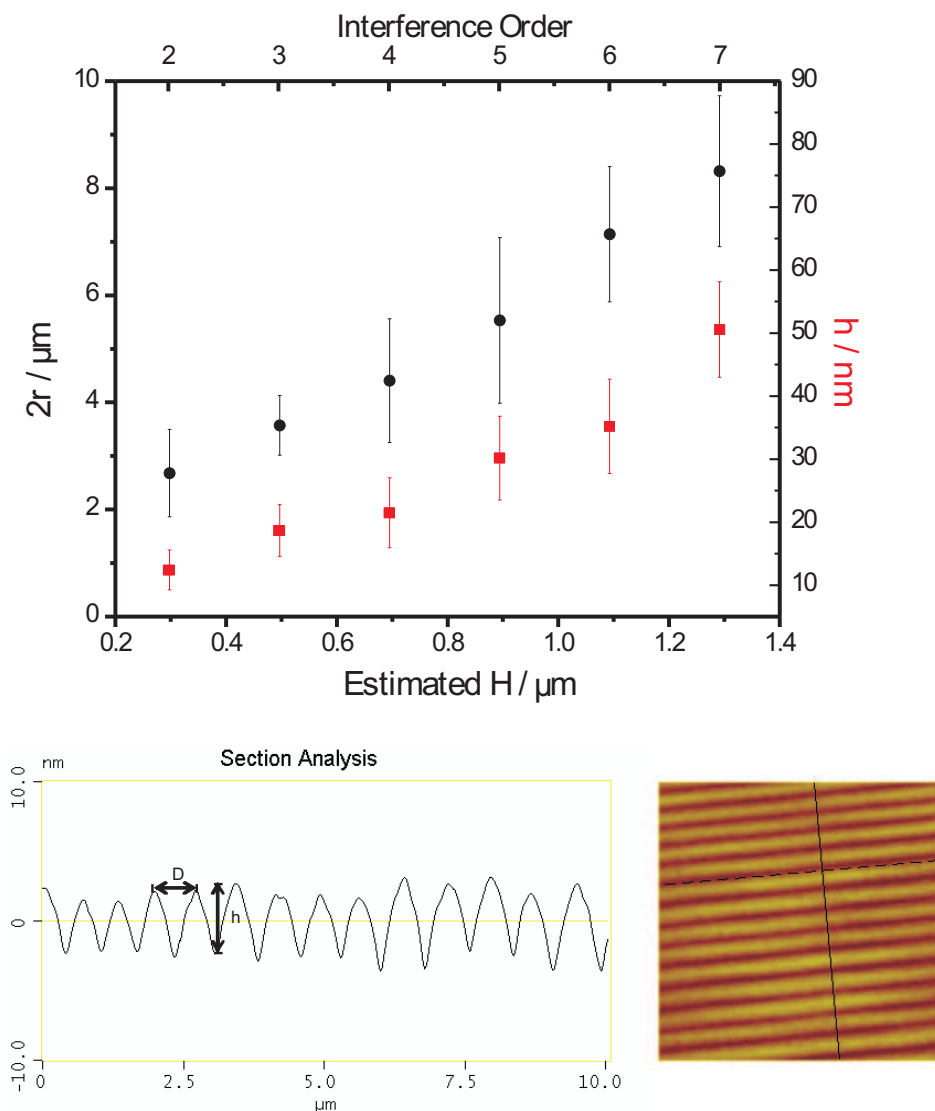 Interference Order
2 3 4 5 6 7
10 90
80
8 70
60
6 50
4 40
30
2 20
10
0
2r / µm
h / nm
0.2 0.4 0.6 0.8 1.0 1.2 1.4
Estimated H / µm
Section Analysis
nm
10.0
D
h
0
-10.0
0 2.5 5.0 7.5 10.0
µm